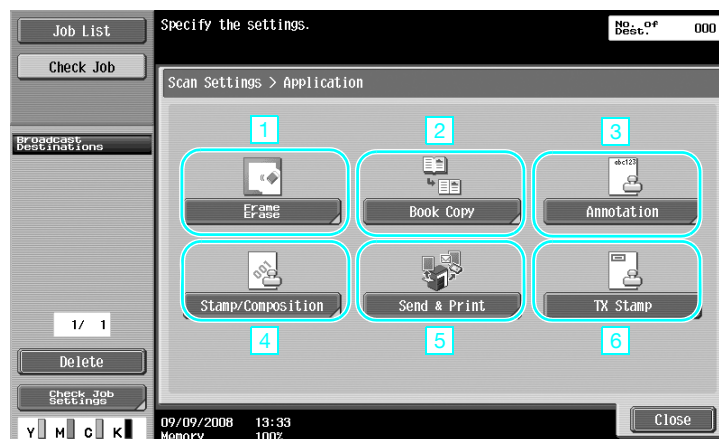 Job List
Check Job
Broadcast
Destinations
1/ 1
Delete
Check Job
Settings
Y M C K
Specify the settings.
No. of
Dest. 000
Scan Settings > Application
1
2
3
Frame
Erase
Book Copy
abc123
Annotation
001
Stamp/Composition
Send & Print
TX Stamp
4
5
6
09/09/2008 13:33
Memory 100%
Close